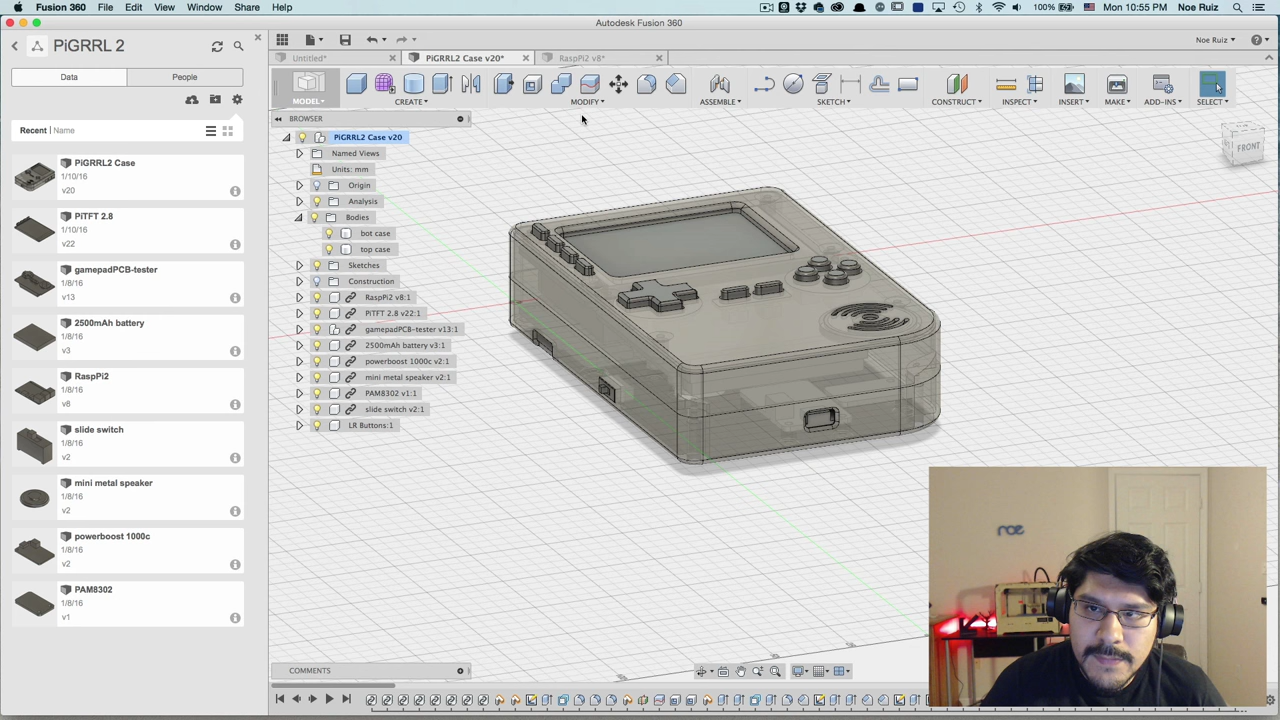 Fusion 360 File Edit View Window Share Help
100% Mon 10:55 PM Noe Ruiz
Autodesk Fusion 360
PiGRRL 2
Noe Ruiz
Data People
Untitled* PiGRRL2 Case v20* RaspPi2 v8*
MODEL CREATE MODIFY ASSEMBLE SKETCH CONSTRUCT INSPECT INSERT MAKE ADD-INS SELECT
BROWSER
Recent Name
PiGRRL2 Case v20
Named Views
Units: mm
Origin
Analysis
Bodies
bot case
top case
Sketches
Construction
RaspPi2 v8:1
PiTFT 2.8 v22:1
gamepadPCB-tester v13:1
2500mAh battery v3:1
powerboost 1000c v2:1
mini metal speaker v2:1
PAM8302 v1:1
slide switch v2:1
LR Buttons:1
FRONT
PiGRRL2 Case
1/10/16
v20
PiTFT 2.8
1/10/16
v22
gamepadPCB-tester
1/8/16
v13
2500mAh battery
1/8/16
v3
RaspPi2
1/8/16
v8
slide switch
1/8/16
v2
mini metal speaker
1/8/16
v2
powerboost 1000c
1/8/16
v2
PAM8302
1/8/16
v1
noe
COMMENTS